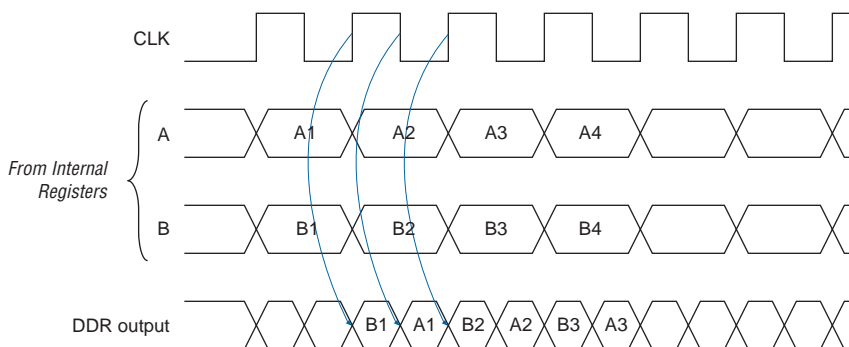 CLK
A
A1
A2
A3
A4
From Internal
Registers
B
B1
B2
B3
B4
DDR output
B1
A1
B2
A2
B3
A3